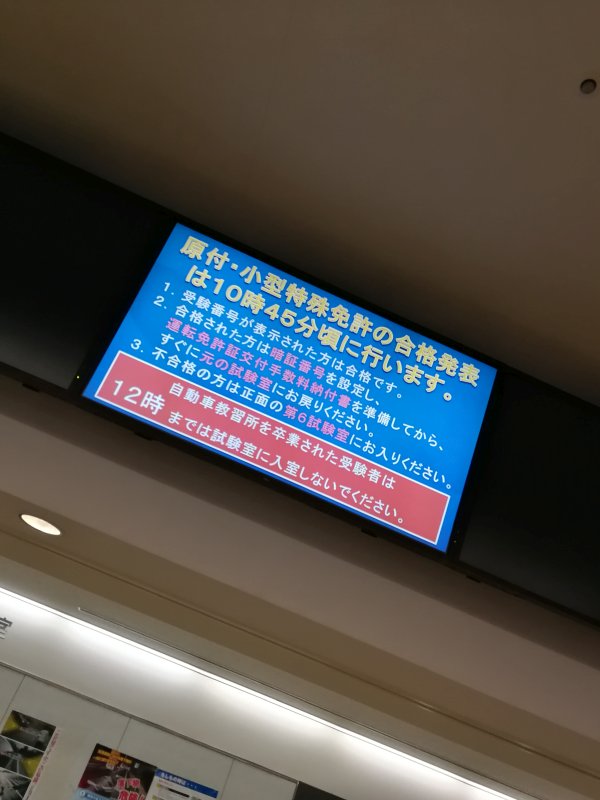 原付・小型特殊免許の合格発表
は10時45分頃に行います。
1. 受験番号が表示された方は合格です。
2. 合格された方は暗証番号を設定し、
運転免許証交付手数料納付書を準備してから、
すぐに元の試験室にお戻りください。
3. 不合格の方は正面の第6試験室にお入りください。
自動車教習所を卒業された受験者は
12時までは試験室に入室しないでください。